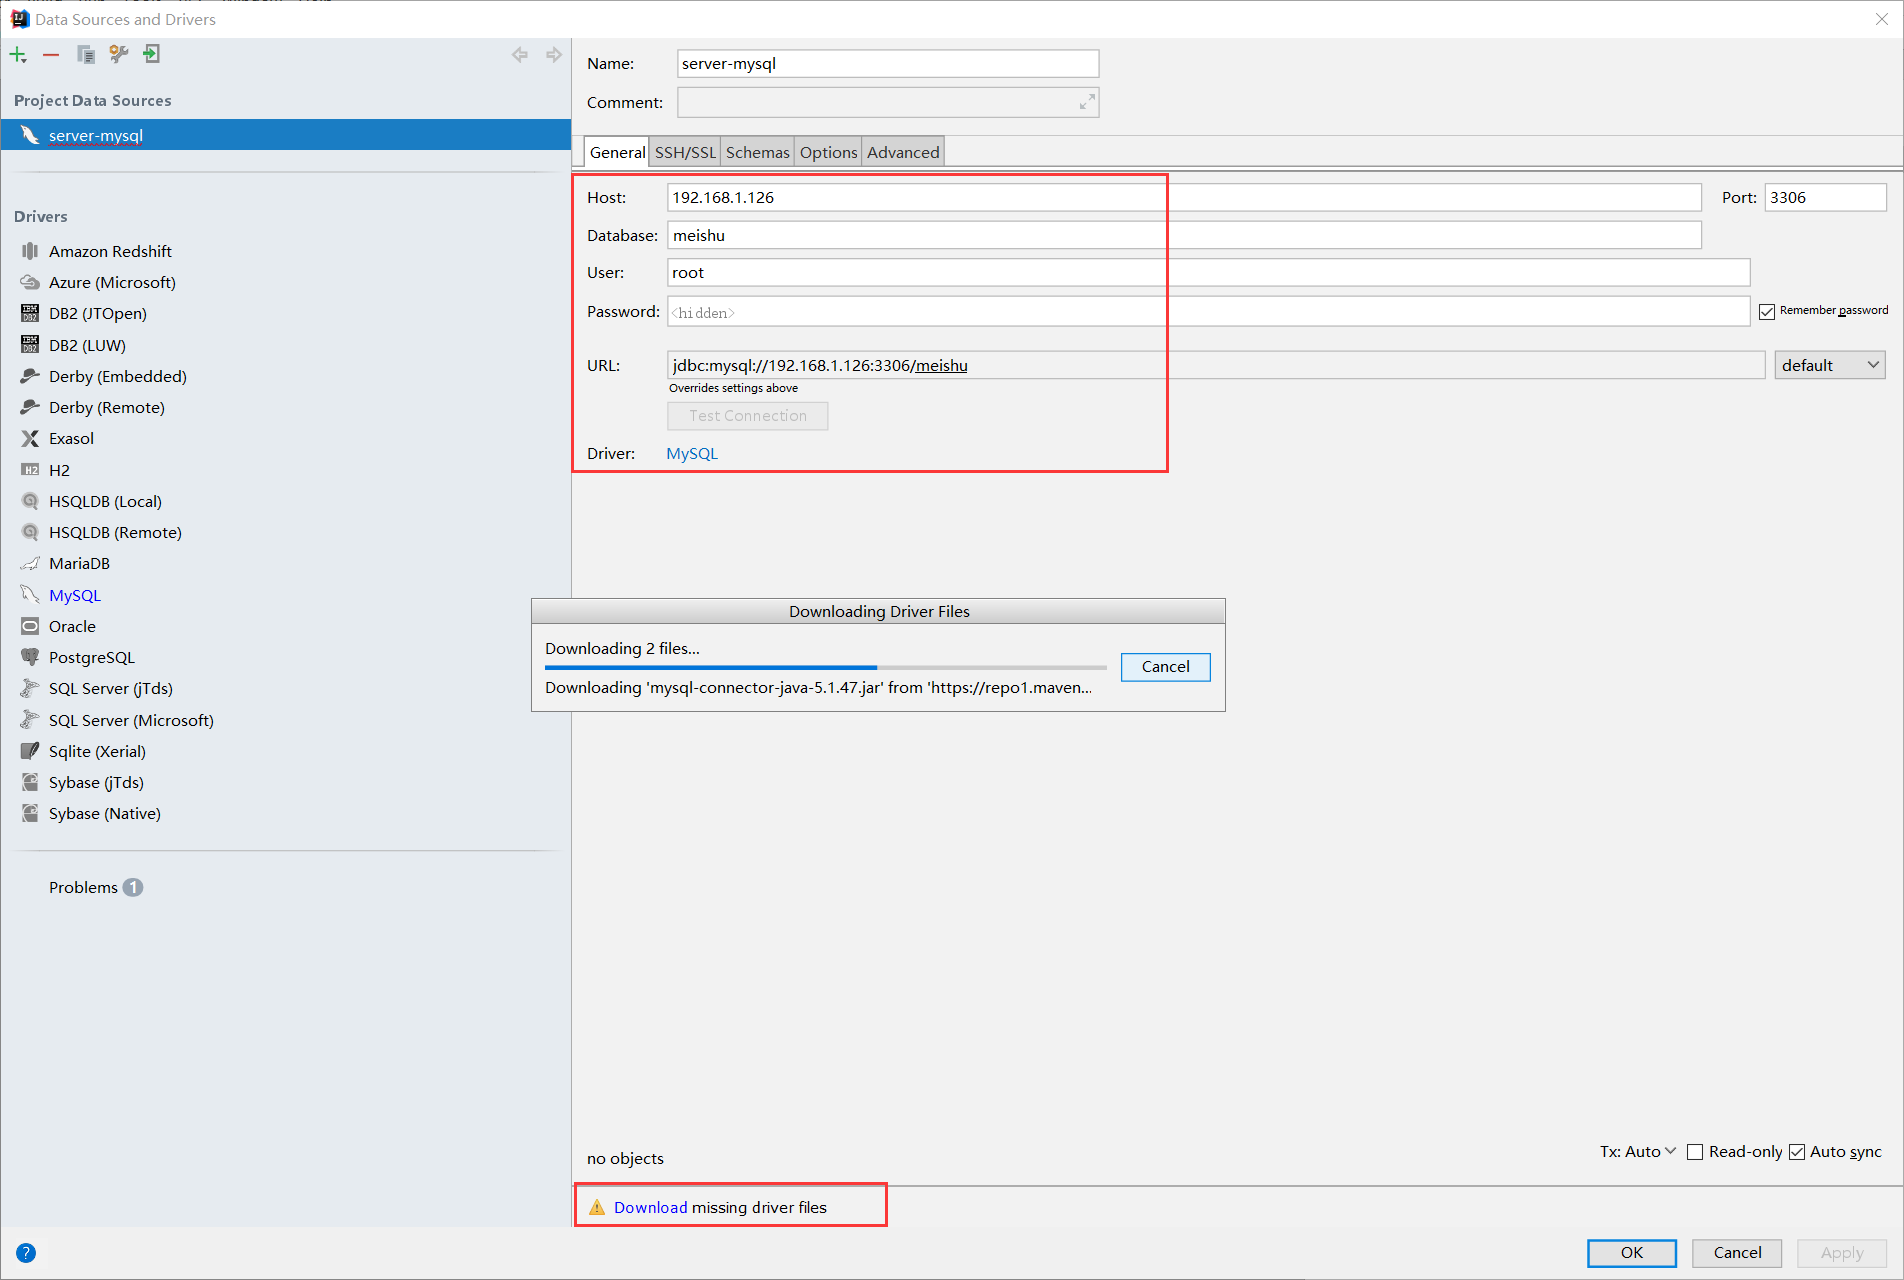 Data Sources and Drivers
Project Data Sources
server-mysql
Drivers
Amazon Redshift
Azure (Microsoft)
IBM DB2
DB2 (JTOpen)
IBM DB2
DB2 (LUW)
Derby (Embedded)
Derby (Remote)
Exasol
H2
H2
HSQLDB (Local)
HSQLDB (Remote)
MariaDB
MySQL
Oracle
PostgreSQL
SQL Server (jTds)
SQL Server (Microsoft)
Sqlite (Xerial)
Sybase (jTds)
Sybase (Native)
Problems 1
Name: server-mysql
Comment:
General SSH/SSL Schemas Options Advanced
Host: 192.168.1.126 Port: 3306
Database: meishu
User: root
Password: <hidden> Remember password
URL: jdbc:mysql://192.168.1.126:3306/meishu default
Overrides settings above
Test Connection
Driver: MySQL
Downloading Driver Files
Downloading 2 files...
Cancel
Downloading 'mysql-connector-java-5.1.47.jar' from 'https://repo1.maven...
no objects Tx: Auto Read-only Auto sync
Download missing driver files
? OK Cancel Apply